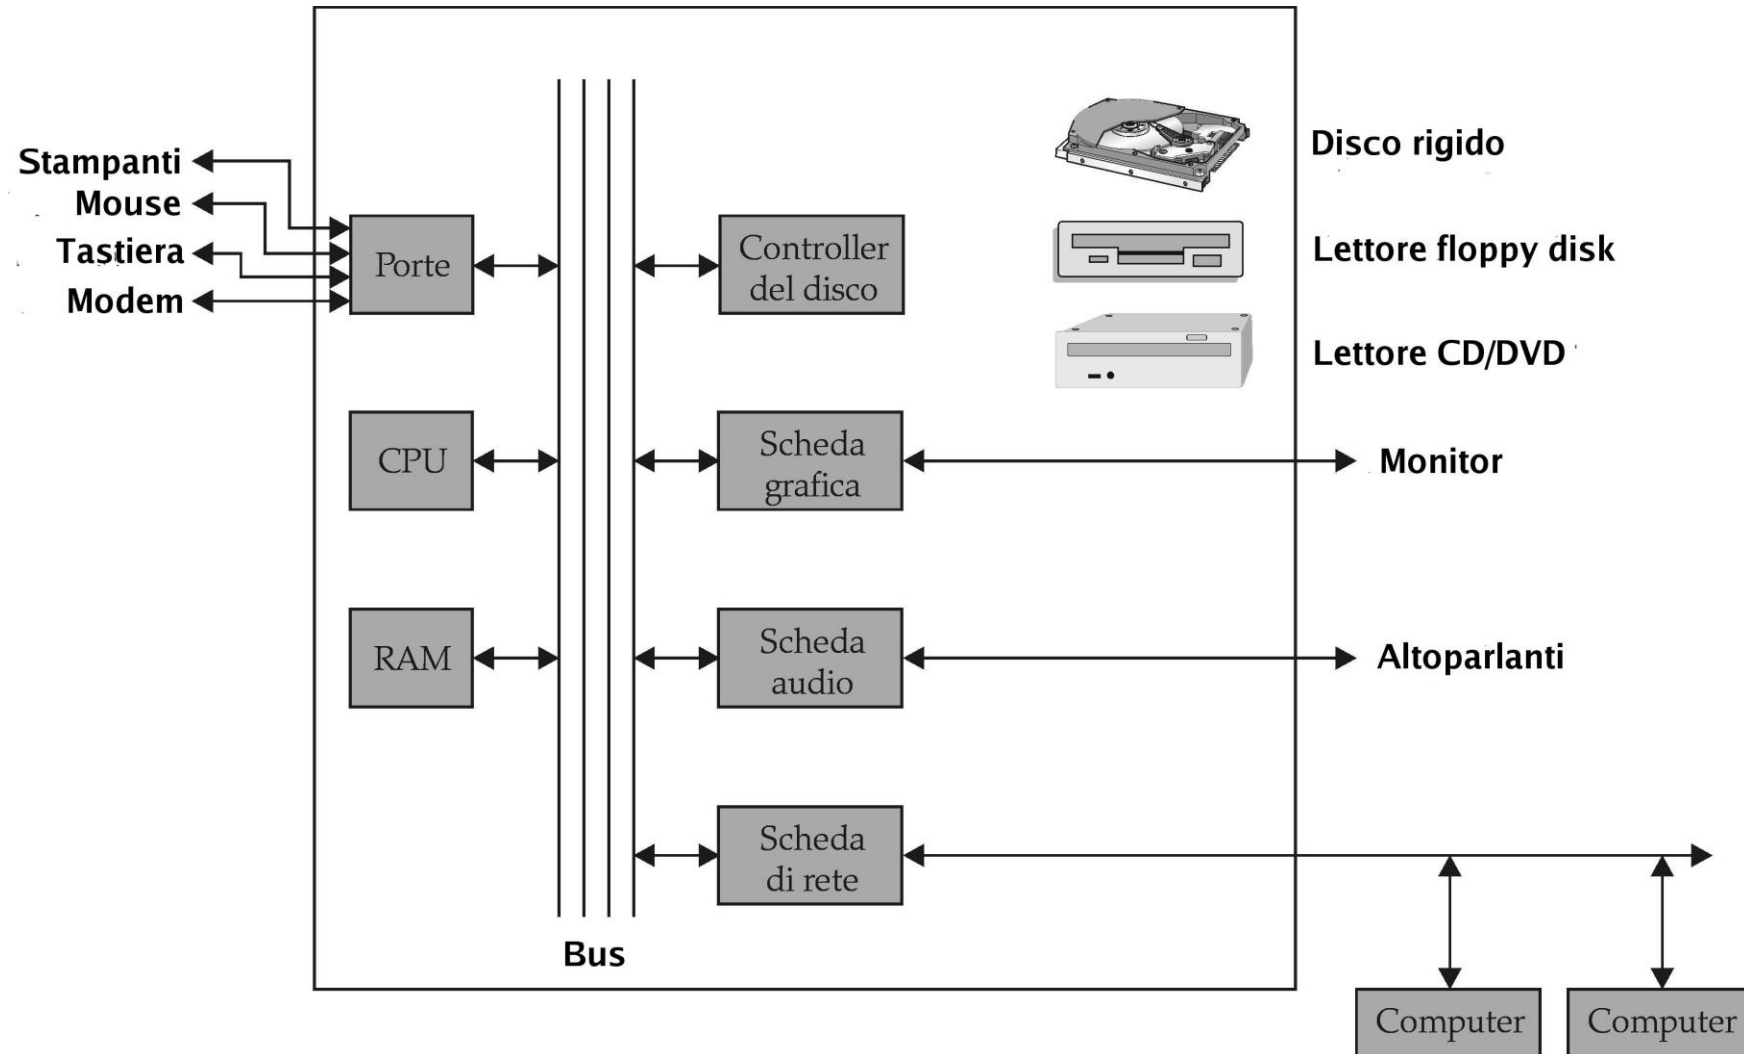 Stampanti
Mouse
Tastiera
Modem
Porte
CPU
RAM
Bus
Controller
del disco
Scheda
grafica
Scheda
audio
Scheda
di rete
Disco rigido
Lettore floppy disk
Lettore CD/DVD
Monitor
Altoparlanti
Computer
Computer